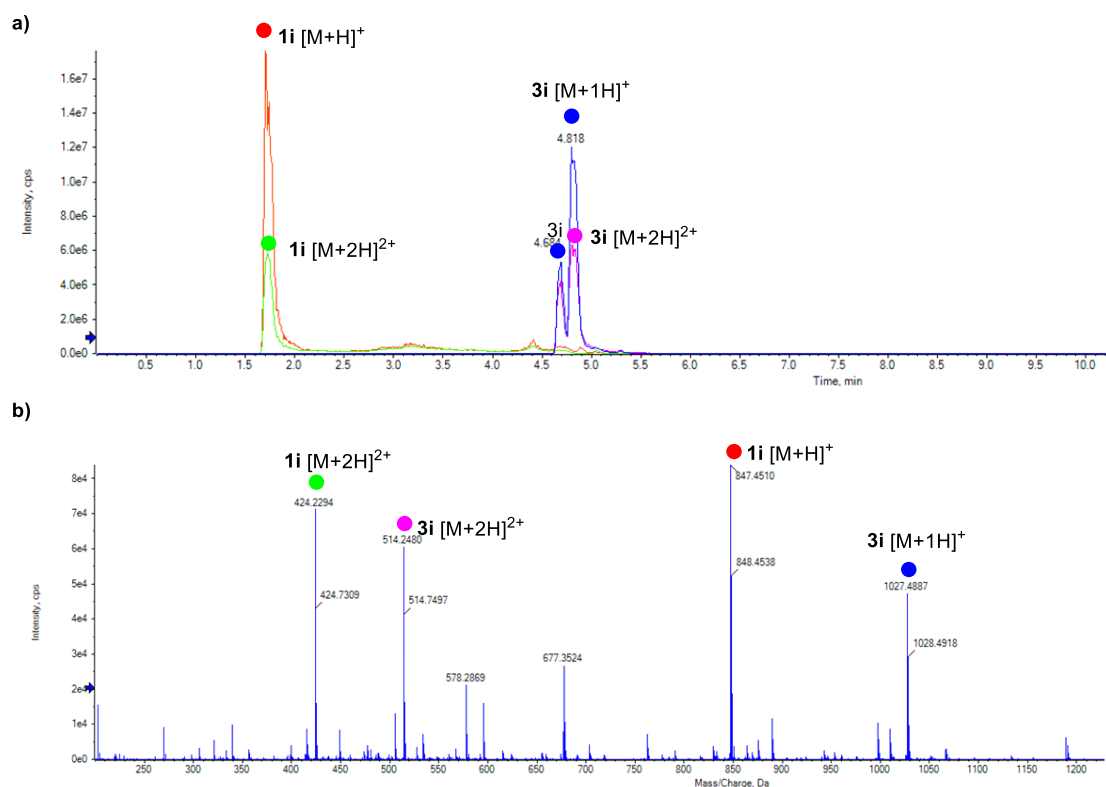 a)
1i [M+H]+
3i [M+1H]+
4.818
1i [M+2H]2+
3i
4.684
3i [M+2H]2+
Intensity, cps
1.6e7
1.4e7
1.2e7
1.0e7
8.0e6
6.0e6
4.0e6
2.0e6
0.0e0
0.5 1.0 1.5 2.0 2.5 3.0 3.5 4.0 4.5 5.0 5.5 6.0 6.5 7.0 7.5 8.0 8.5 9.0 9.5 10.0
Time, min
b)
1i [M+2H]2+
424.2294
424.7309
3i [M+2H]2+
514.2480
514.7497
578.2869
677.3524
1i [M+H]+
847.4510
848.4538
3i [M+1H]+
1027.4887
1028.4918
Intensity, cps
8e4
7e4
6e4
5e4
4e4
3e4
2e4
1e4
0e0
250 300 350 400 450 500 550 600 650 700 750 800 850 900 950 1000 1050 1100 1150 1200
Mass/Charge, Da